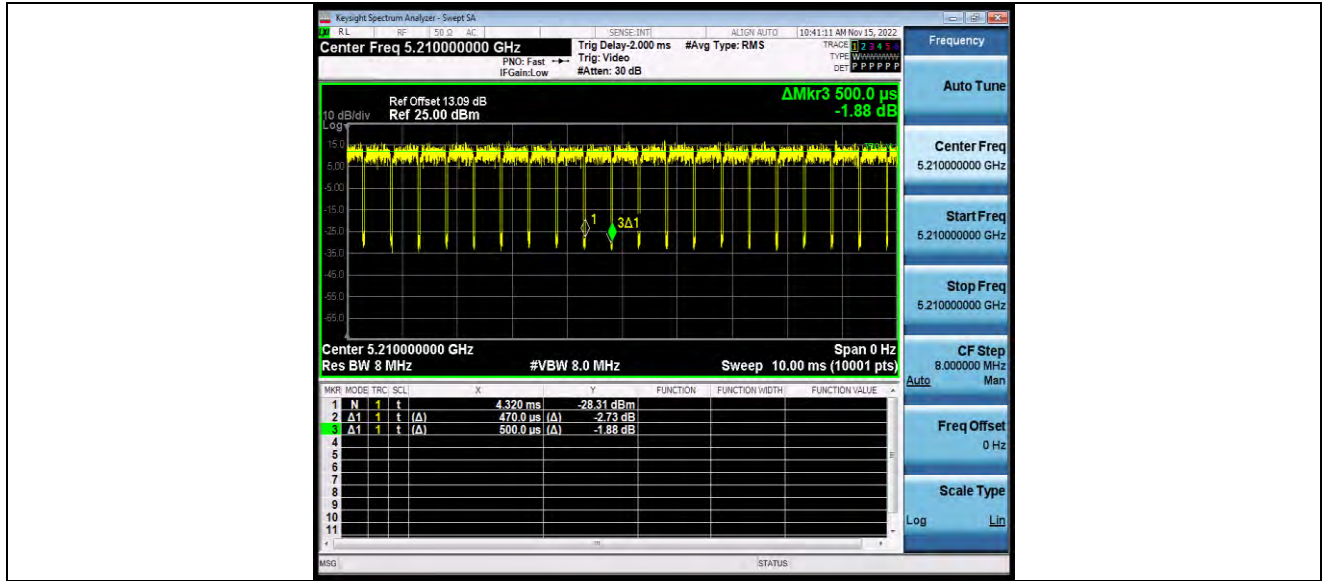 Keysight Spectrum Analyzer - Swept SA
RL RF 50 Ω AC SENSE:INT ALIGN AUTO 10:41:11 AM Nov 15, 2022
Center Freq 5.210000000 GHz
PNO: Fast
IFGain:Low
Trig Delay-2.000 ms
Trig: Video
#Atten: 30 dB
#Avg Type: RMS
TRACE 1 2 3 4 5 6
TYPE W
DET P P P P P P
ΔMkr3 500.0 µs
-1.88 dB
Ref Offset 13.09 dB
10 dB/div Ref 25.00 dBm
Log
15.0
5.00
-5.00
-15.0
-25.0
-35.0
-45.0
-55.0
-65.0
1
3Δ1
Center 5.210000000 GHz Span 0 Hz
Res BW 8 MHz #VBW 8.0 MHz Sweep 10.00 ms (10001 pts)
MKR MODE TRC SCL X Y FUNCTION FUNCTION WIDTH FUNCTION VALUE
1 N 1 t 4.320 ms -28.31 dBm
2 Δ1 1 t (Δ) 470.0 µs (Δ) -2.73 dB
3 Δ1 1 t (Δ) 500.0 µs (Δ) -1.88 dB
4
5
6
7
8
9
10
11
MSG STATUS
Frequency
Auto Tune
Center Freq
5.210000000 GHz
Start Freq
5.210000000 GHz
Stop Freq
5.210000000 GHz
CF Step
8.000000 MHz
Auto Man
Freq Offset
0 Hz
Scale Type
Log Lin